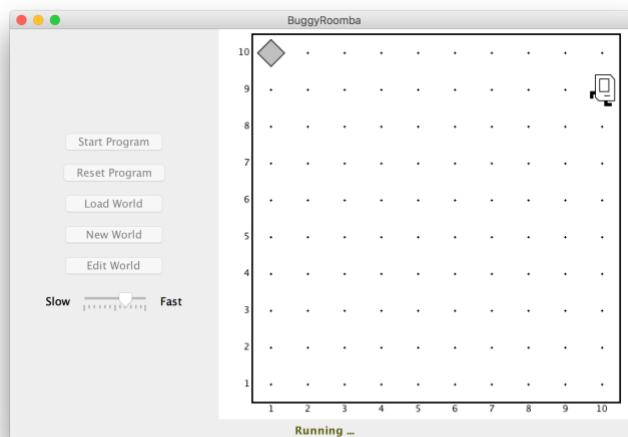 BuggyRoomba
Start Program
Reset Program
Load World
New World
Edit World
Slow Fast
10
9
8
7
6
5
4
3
2
1
1 2 3 4 5 6 7 8 9 10
Running ...